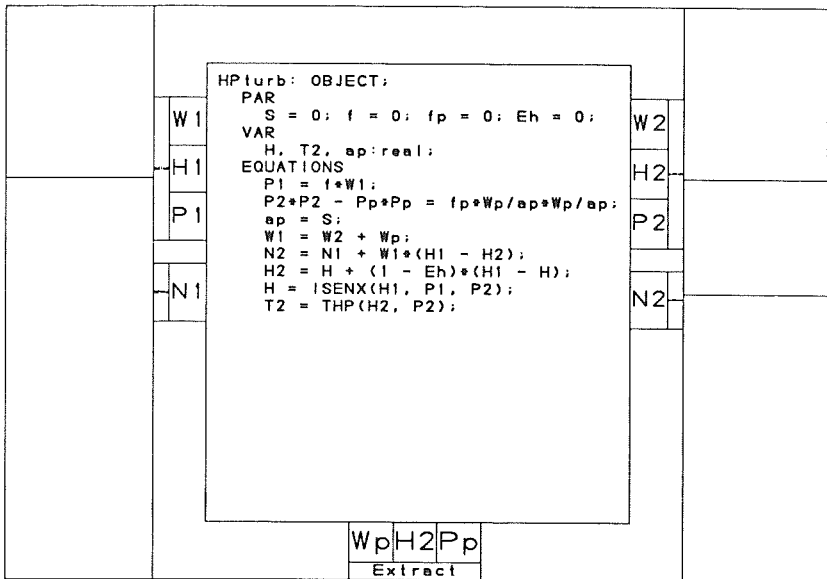 HPturb: OBJECT;
PAR
S = 0; f = 0; fp = 0; Eh = 0;
VAR
H, T2, ap:real;
EQUATIONS
P1 = f*W1;
P2*P2 - Pp*Pp = fp*Wp/ap*Wp/ap;
ap = S;
W1 = W2 + Wp;
N2 = N1 + W1*(H1 - H2);
H2 = H + (1 - Eh)*(H1 - H);
H = ISENX(H1, P1, P2);
T2 = THP(H2, P2);
W1
H1
P1
N1
W2
H2
P2
N2
Wp H2 Pp
Extract